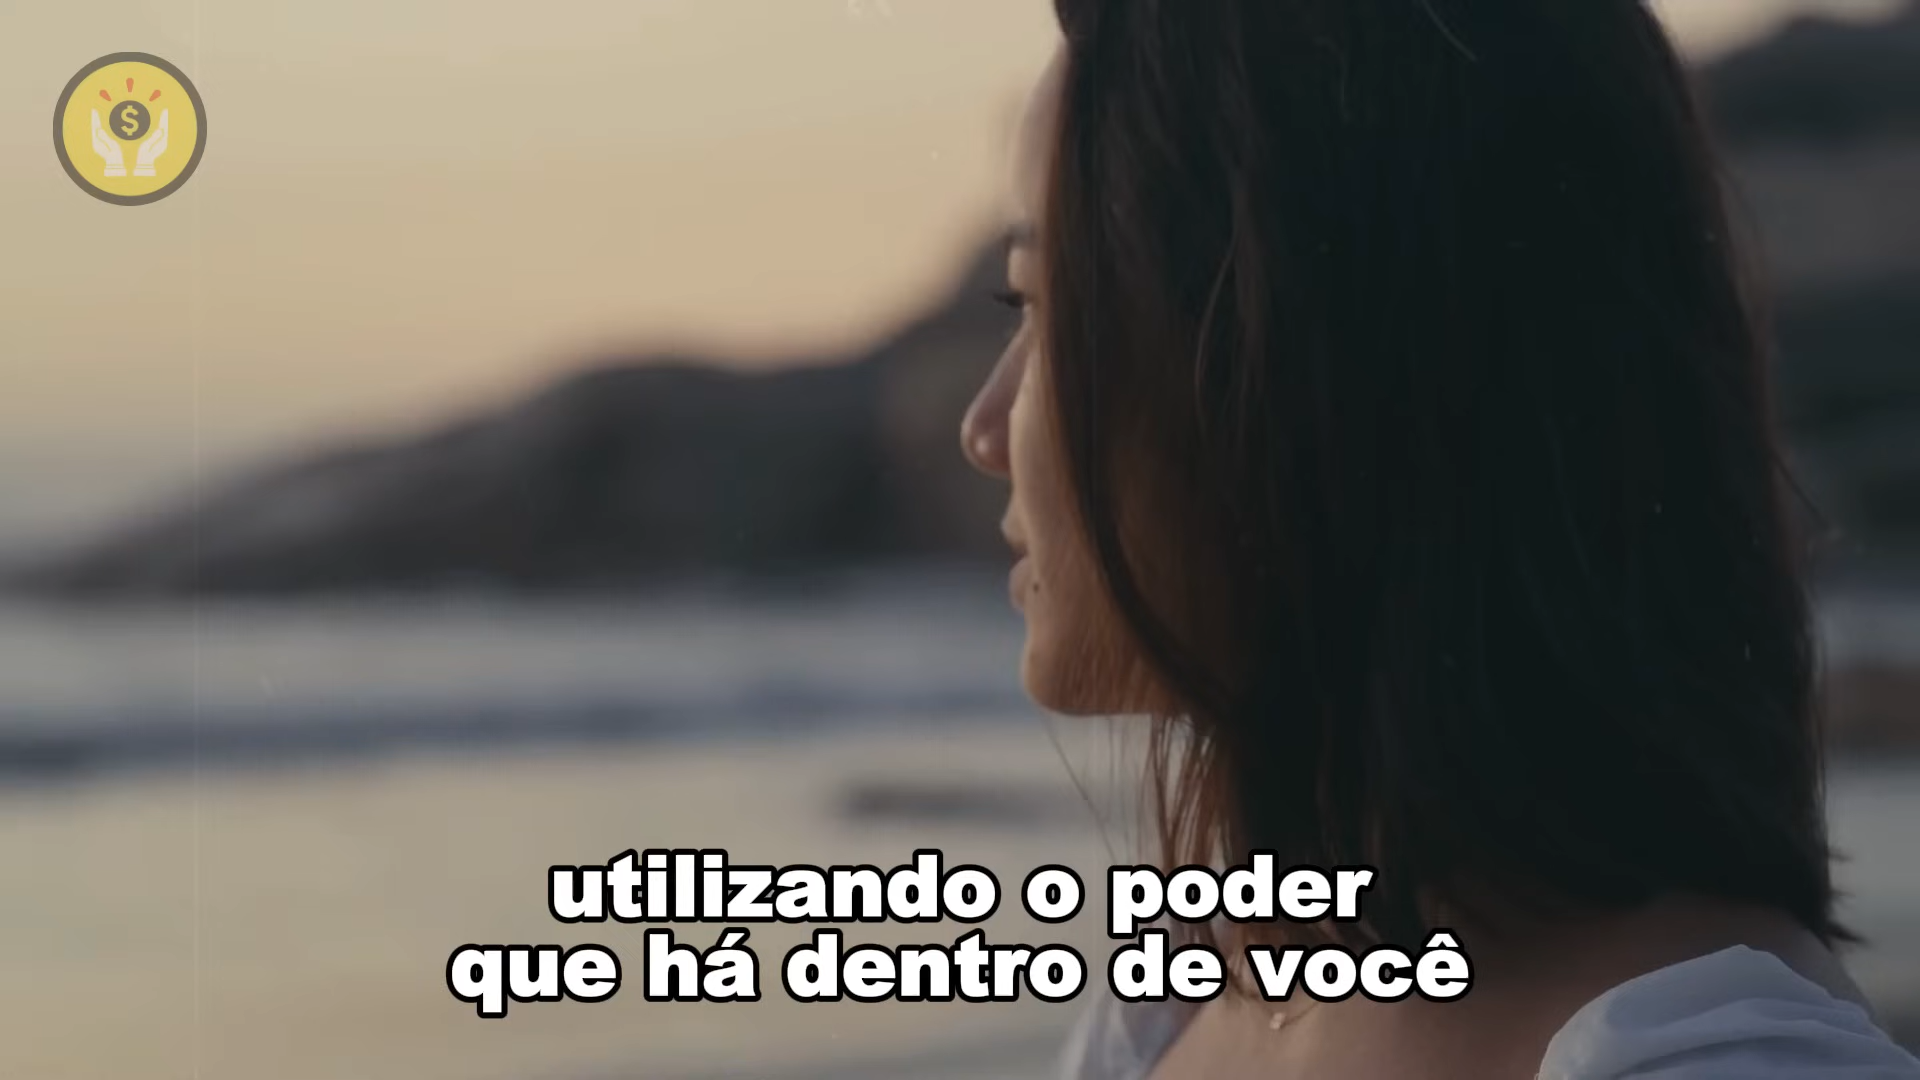 $
utilizando o poder
que há dentro de você